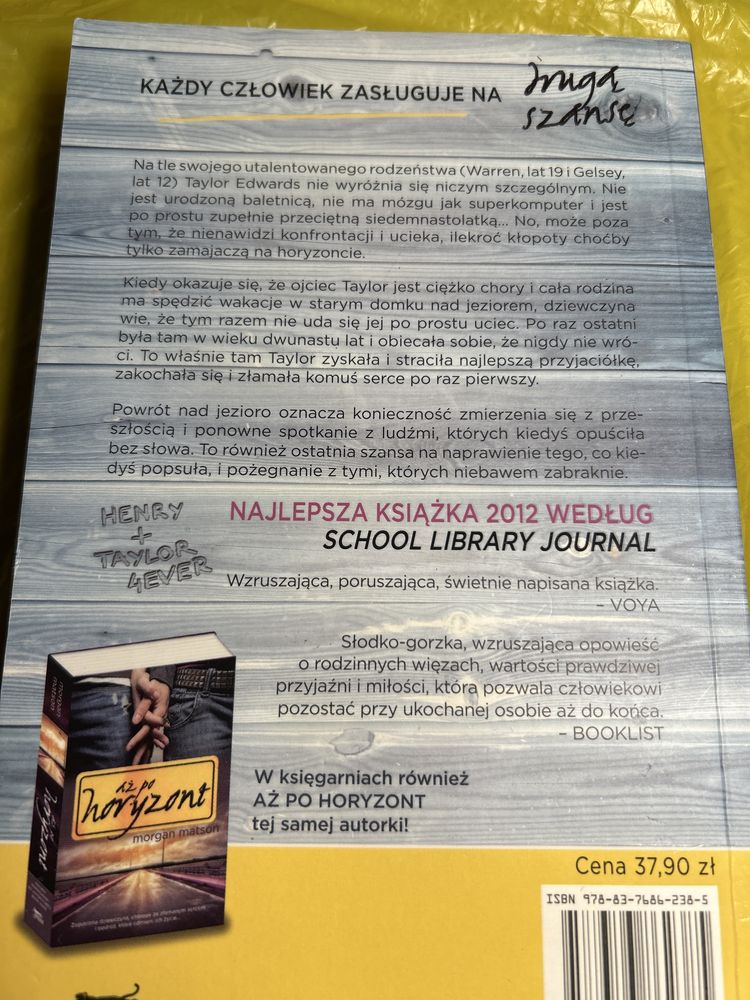 KAŻDY CZŁOWIEK ZASŁUGUJE NA drugą
szansę
Na tle swojego utalentowanego rodzeństwa (Warren, lat 19 i Gelsey,
lat 12) Taylor Edwards nie wyróżnia się niczym szczególnym. Nie
jest urodzoną baletnicą, nie ma mózgu jak superkomputer i jest
po prostu zupełnie przeciętną siedemnastolatką... No, może poza
tym, że nienawidzi konfrontacji i ucieka, ilekroć kłopoty choćby
tylko zamajaczą na horyzoncie.
Kiedy okazuje się, że ojciec Taylor jest ciężko chory i cała rodzina
ma spędzić wakacje w starym domku nad jeziorem, dziewczyna
wie, że tym razem nie uda się jej po prostu uciec. Po raz ostatni
była tam w wieku dwunastu lat i obiecała sobie, że nigdy nie wró-
ci. To właśnie tam Taylor zyskała i straciła najlepszą przyjaciółkę,
zakochała się i złamała komuś serce po raz pierwszy.
Powrót nad jezioro oznacza konieczność zmierzenia się z prze-
szłością i ponowne spotkanie z ludźmi, których kiedyś opuściła
bez słowa. To również ostatnia szansa na naprawienie tego, co kie-
dyś popsuła, i pożegnanie z tymi, których niebawem zabraknie.
HENRY
+
TAYLOR
4EVER
NAJLEPSZA KSIĄŻKA 2012 WEDŁUG
SCHOOL LIBRARY JOURNAL
Wzruszająca, poruszająca, świetnie napisana książka.
– VOYA
Słodko-gorzka, wzruszająca opowieść
o rodzinnych więzach, wartości prawdziwej
przyjaźni i miłości, która pozwala człowiekowi
pozostać przy ukochanej osobie aż do końca.
– BOOKLIST
morgan
matson
aż po
horyzont
aż po
horyzont
morgan matson
W księgarniach również
AŻ PO HORYZONT
tej samej autorki!
Cena 37,90 zł
ISBN 978-83-7686-238-5